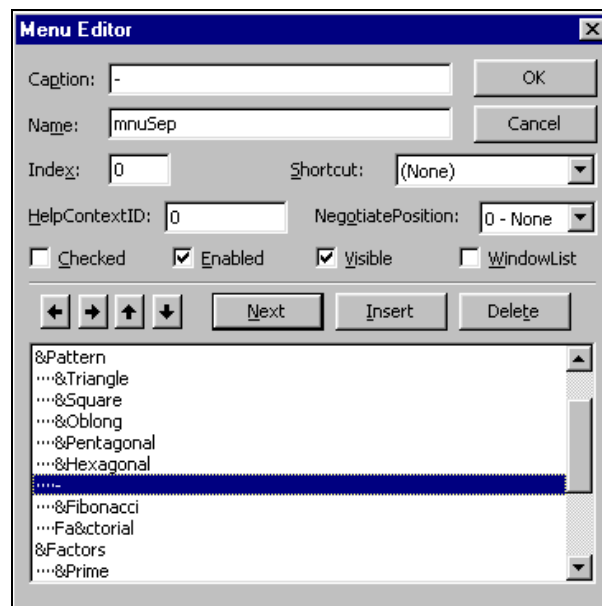 Menu Editor
Caption: -
OK
Name: mnuSep
Cancel
Index: 0 Shortcut: (None)
HelpContextID: 0 NegotiatePosition: 0 - None
Checked Enabled Visible WindowList
Next Insert Delete
&Pattern
····&Triangle
····&Square
····&Oblong
····&Pentagonal
····&Hexagonal
····-
····&Fibonacci
····Fa&ctorial
&Factors
····&Prime